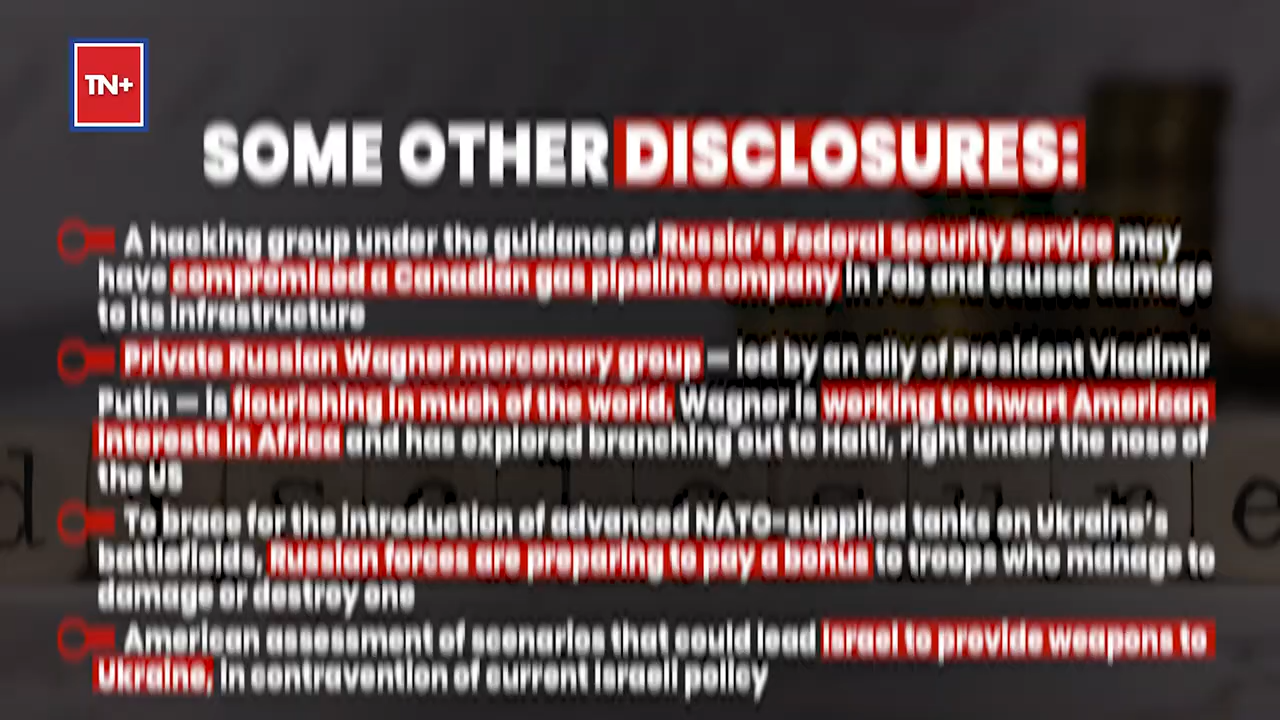 TN+
SOME OTHER DISCLOSURES:
A hacking group under the guidance of Russia's Federal Security Service may
have compromised a Canadian gas pipeline company in Feb and caused damage
to its infrastructure
Private Russian Wagner mercenary group – led by an ally of President Vladimir
Putin – is flourishing in much of the world. Wagner is working to thwart American
interests in Africa and has explored branching out to Haiti, right under the nose of
the US
To brace for the introduction of advanced NATO-supplied tanks on Ukraine's
battlefields, Russian forces are preparing to pay a bonus to troops who manage to
damage or destroy one
American assessment of scenarios that could lead Israel to provide weapons to
Ukraine, in contravention of current Israeli policy